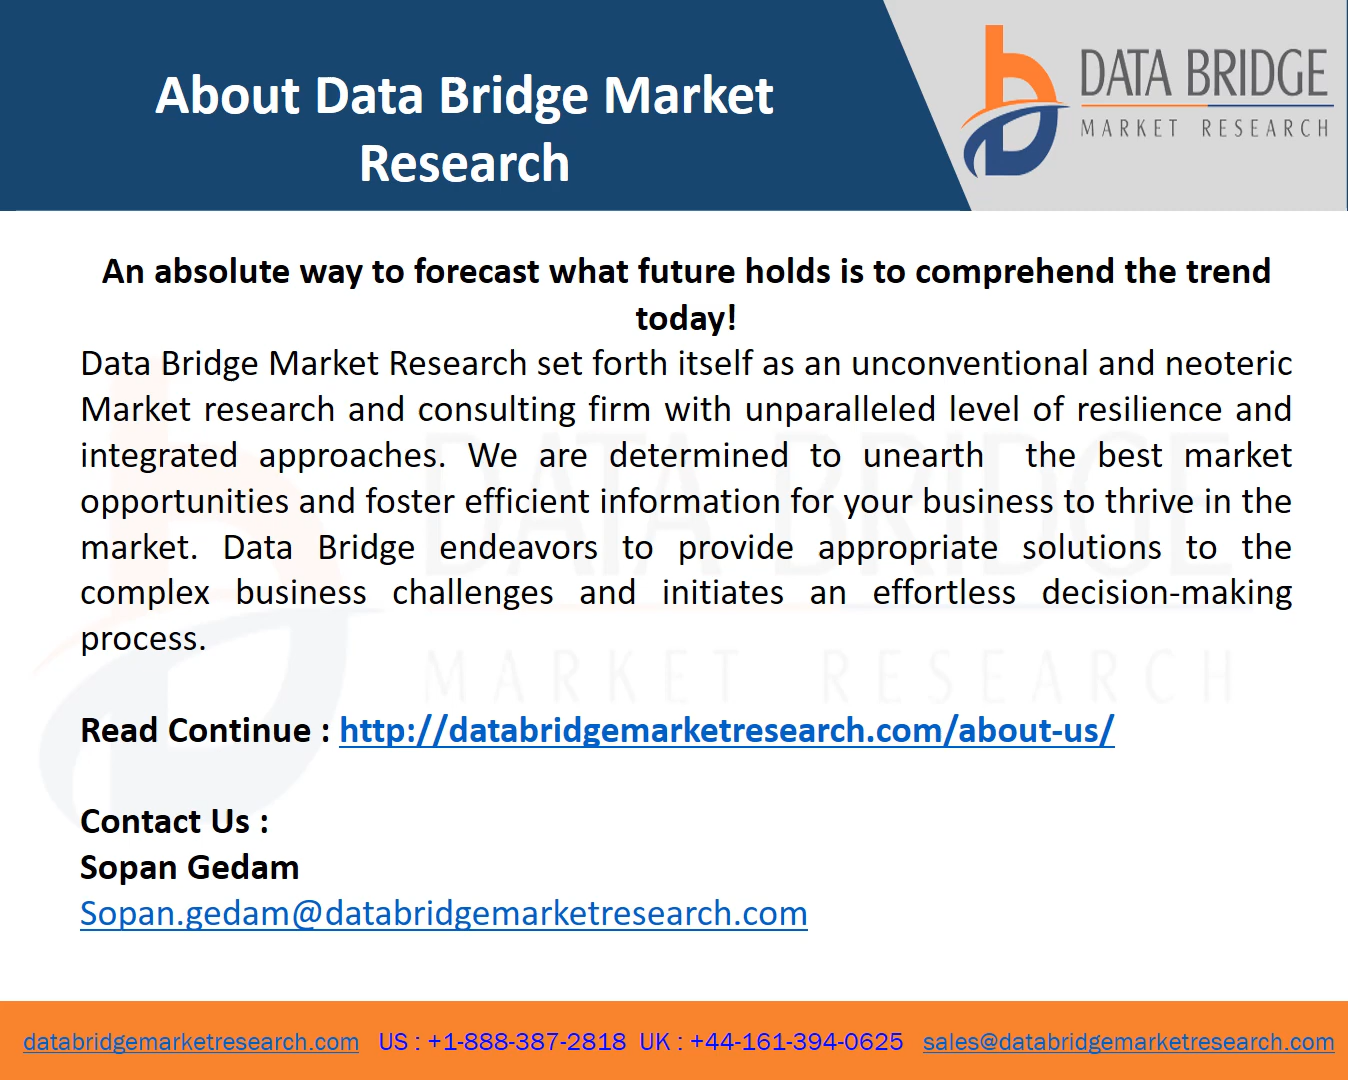 About Data Bridge Market
Research
DATA BRIDGE
MARKET RESEARCH
An absolute way to forecast what future holds is to comprehend the trend
today!
Data Bridge Market Research set forth itself as an unconventional and neoteric
Market research and consulting firm with unparalleled level of resilience and
integrated approaches. We are determined to unearth the best market
opportunities and foster efficient information for your business to thrive in the
market. Data Bridge endeavors to provide appropriate solutions to the
complex business challenges and initiates an effortless decision-making
process.
DATA BRIDGE
MARKET RESEARCH
Read Continue : http://databridgemarketresearch.com/about-us/
Contact Us :
Sopan Gedam
Sopan.gedam@databridgemarketresearch.com
databridgemarketresearch.com US : +1-888-387-2818 UK : +44-161-394-0625 sales@databridgemarketresearch.com